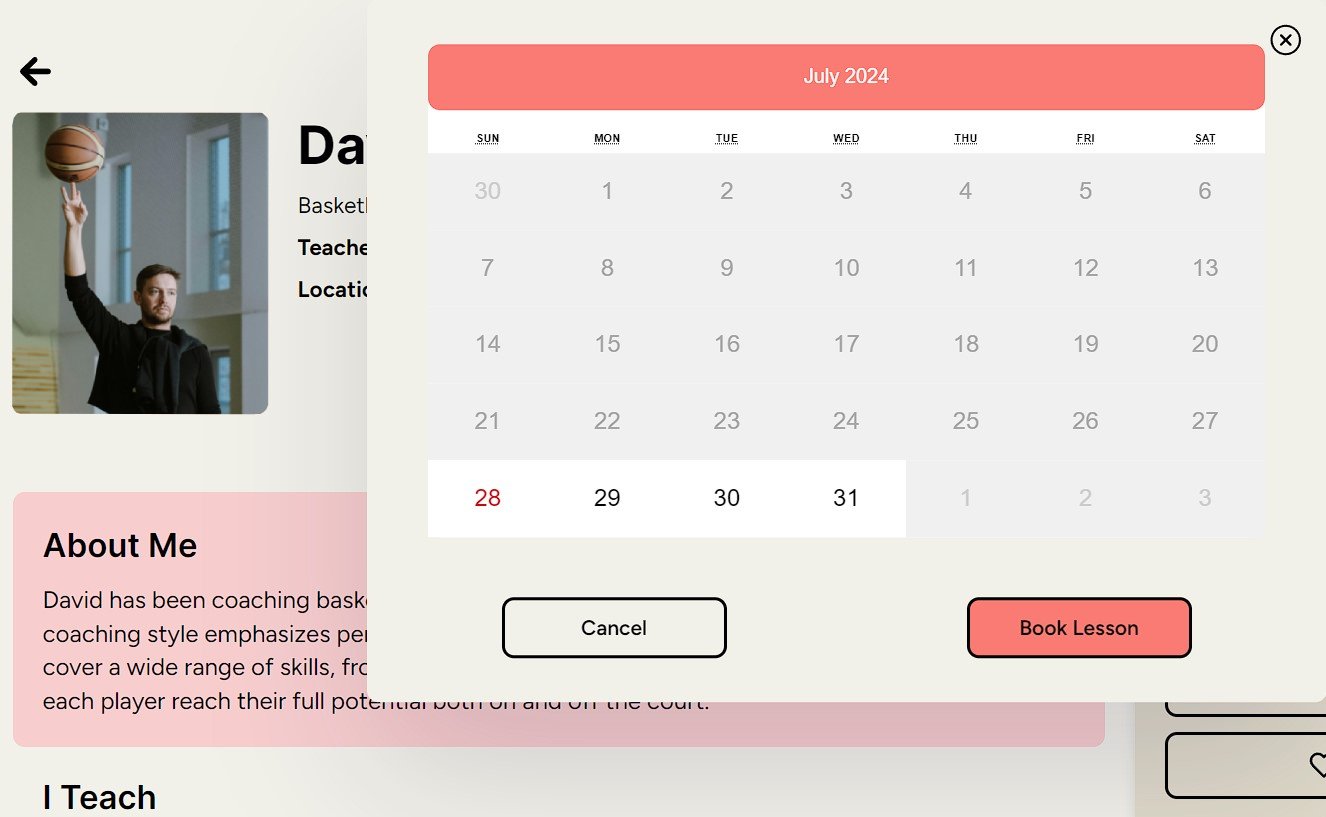 July 2024
SUN MON TUE WED THU FRI SAT
30 1 2 3 4 5 6
7 8 9 10 11 12 13
14 15 16 17 18 19 20
21 22 23 24 25 26 27
28 29 30 31 1 2 3
Cancel Book Lesson
Da
Basket
Teache
Locatio
About Me
David has been coaching bask
coaching style emphasizes pe
cover a wide range of skills, fro
each player reach their full potential both on and off the court.
I Teach